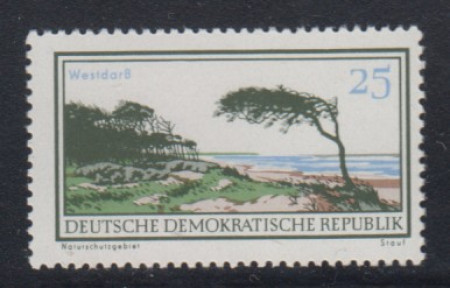 Westdarß 25
DEUTSCHE DEMOKRATISCHE REPUBLIK
Naturschutzgebiet Stauf